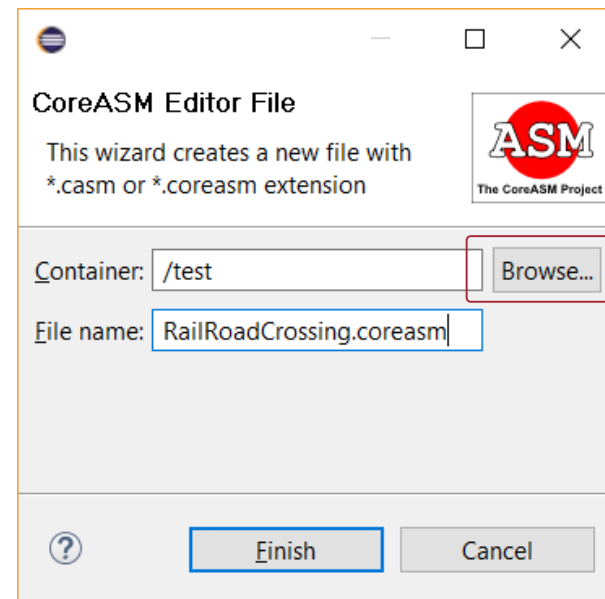 CoreASM Editor File
This wizard creates a new file with
*.casm or *.coreasm extension
ASM
The CoreASM Project
Container: /test Browse...
File name: RailRoadCrossing.coreasm
? Finish Cancel